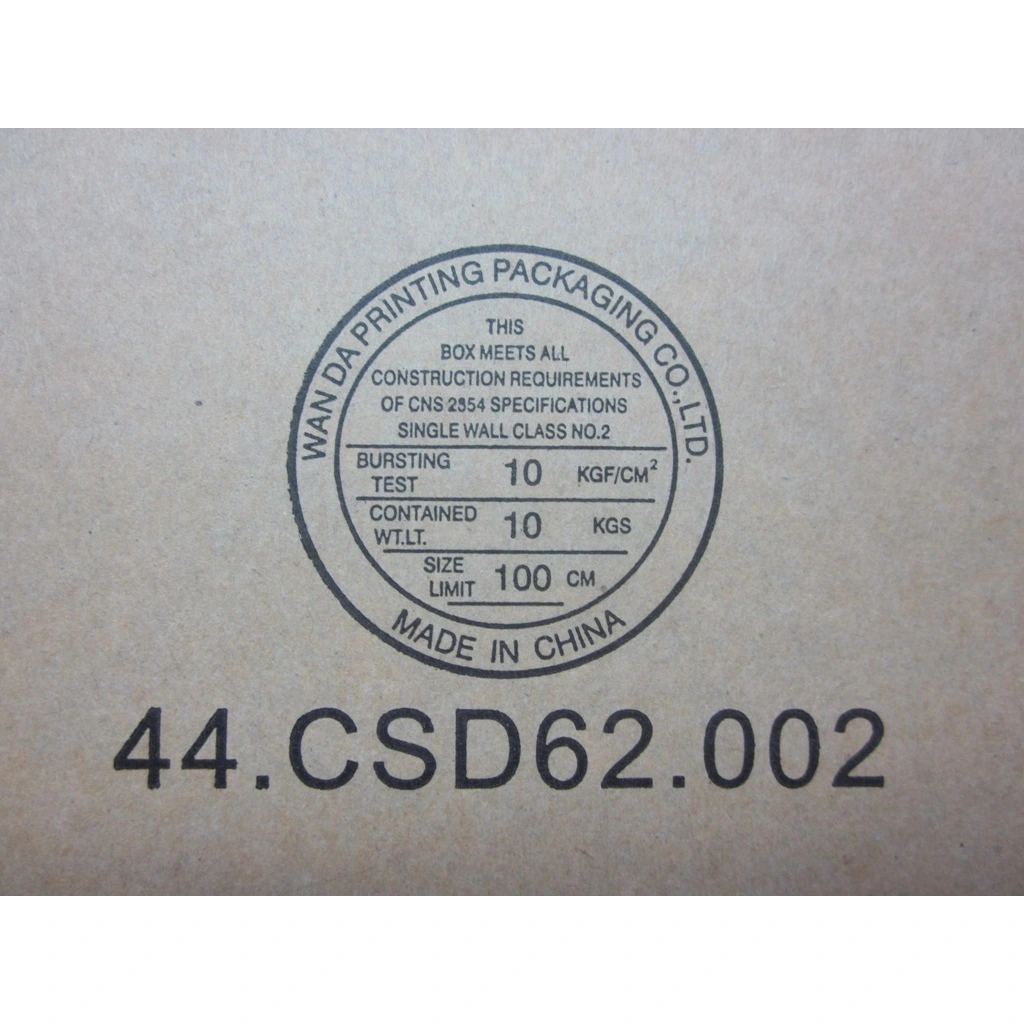 WAN DA PRINTING PACKAGING CO.,LTD.
THIS
BOX MEETS ALL
CONSTRUCTION REQUIREMENTS
OF CNS 2354 SPECIFICATIONS
SINGLE WALL CLASS NO.2
BURSTING TEST 10 KGF/CM²
CONTAINED WT.LT. 10 KGS
SIZE LIMIT 100 CM
MADE IN CHINA
44.CSD62.002